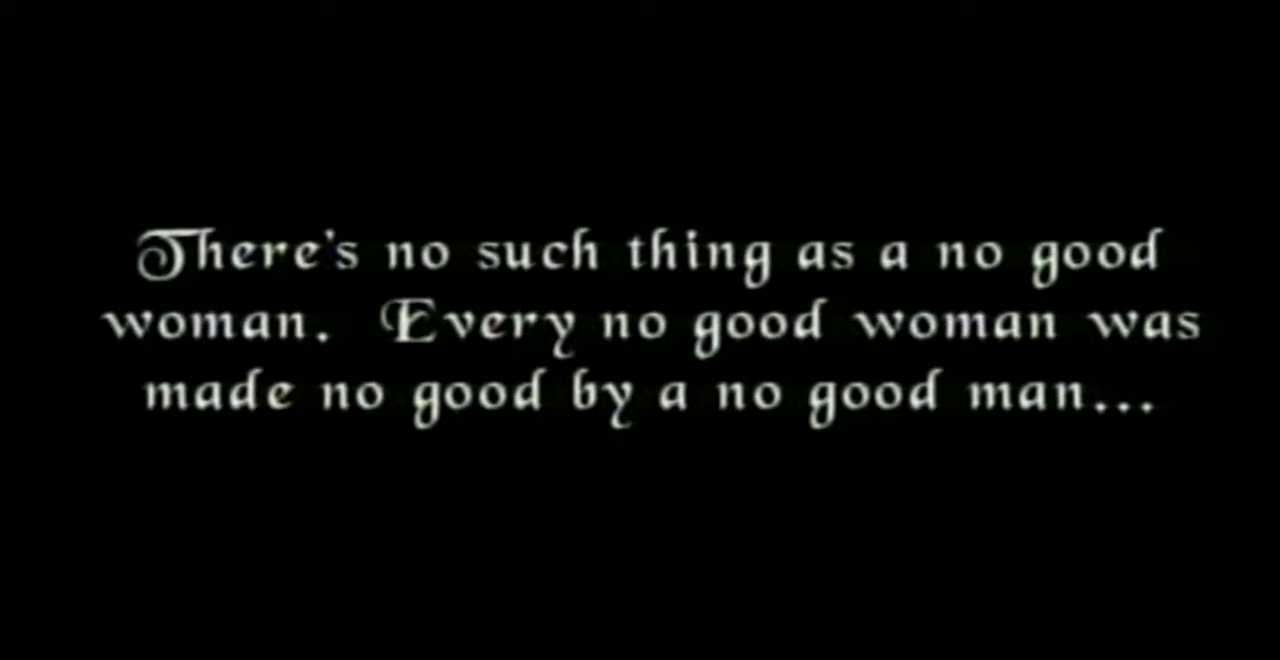 There's no such thing as a no good
woman. Every no good woman was
made no good by a no good man...